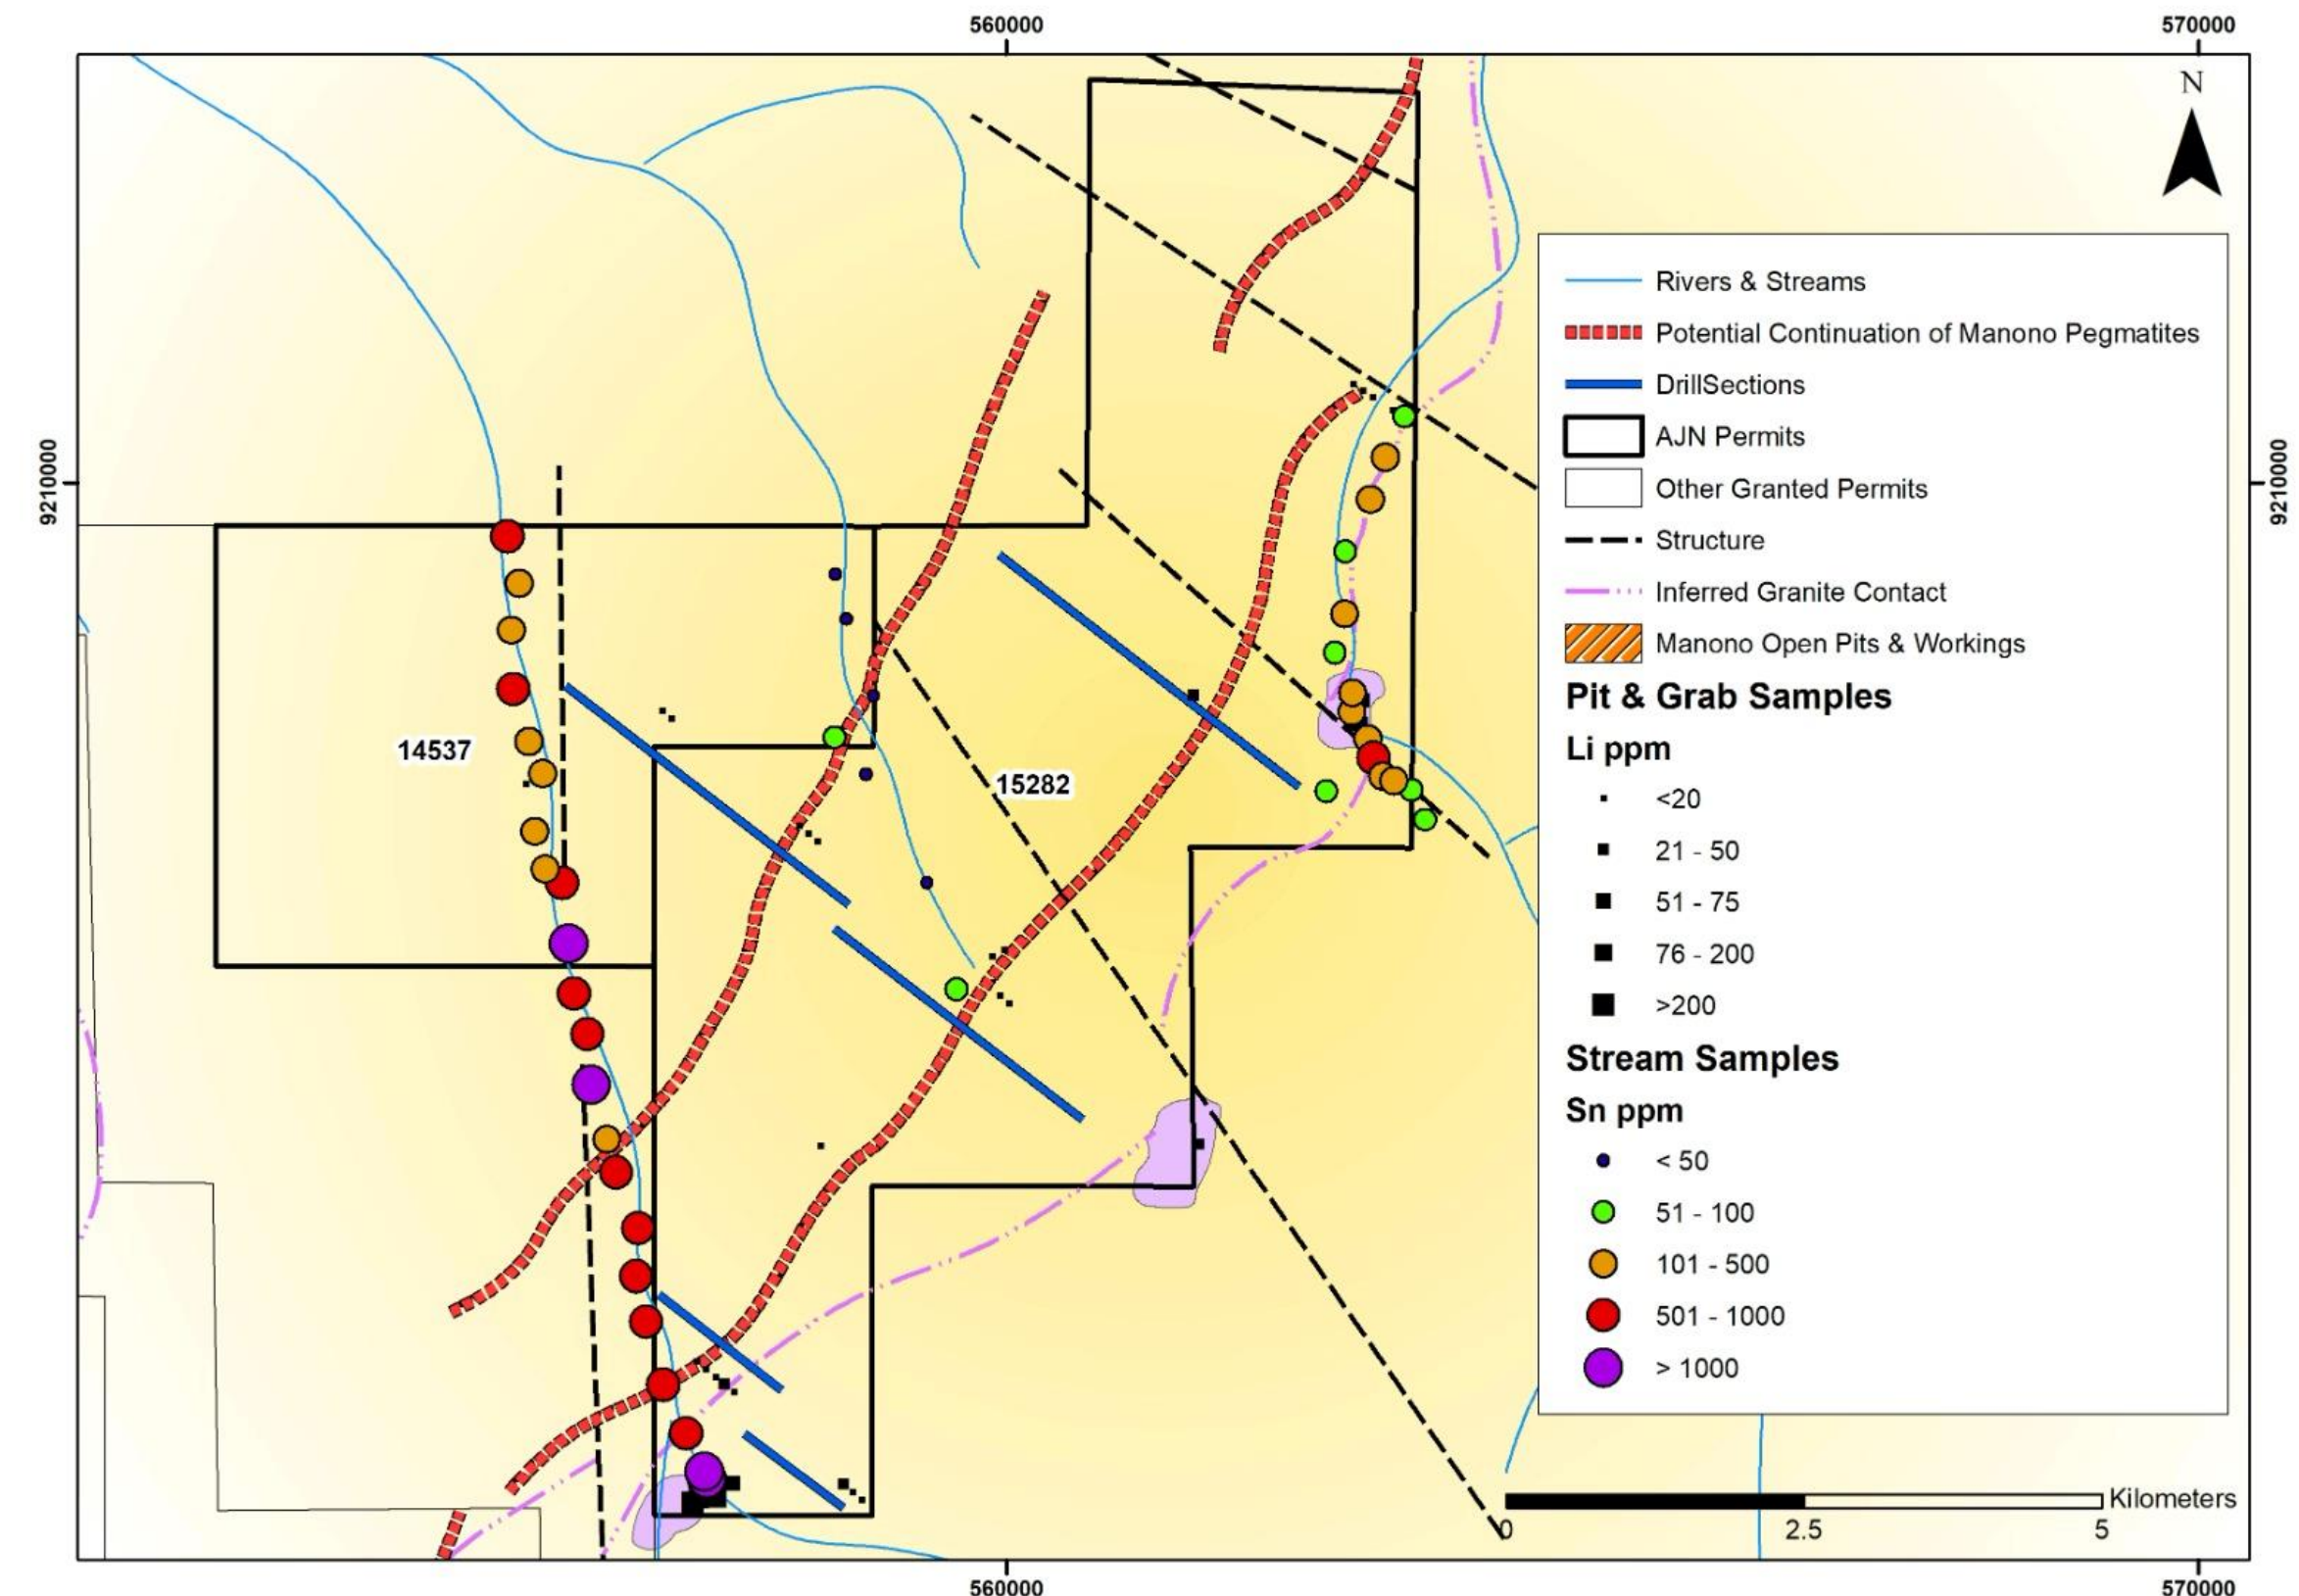 560000
570000
N
9210000
9210000
Rivers & Streams
Potential Continuation of Manono Pegmatites
DrillSections
AJN Permits
Other Granted Permits
Structure
Inferred Granite Contact
Manono Open Pits & Workings
Pit & Grab Samples
Li ppm
<20
21 - 50
51 - 75
76 - 200
>200
Stream Samples
Sn ppm
< 50
51 - 100
101 - 500
501 - 1000
> 1000
14537
15282
Kilometers
0
2.5
5
560000
570000